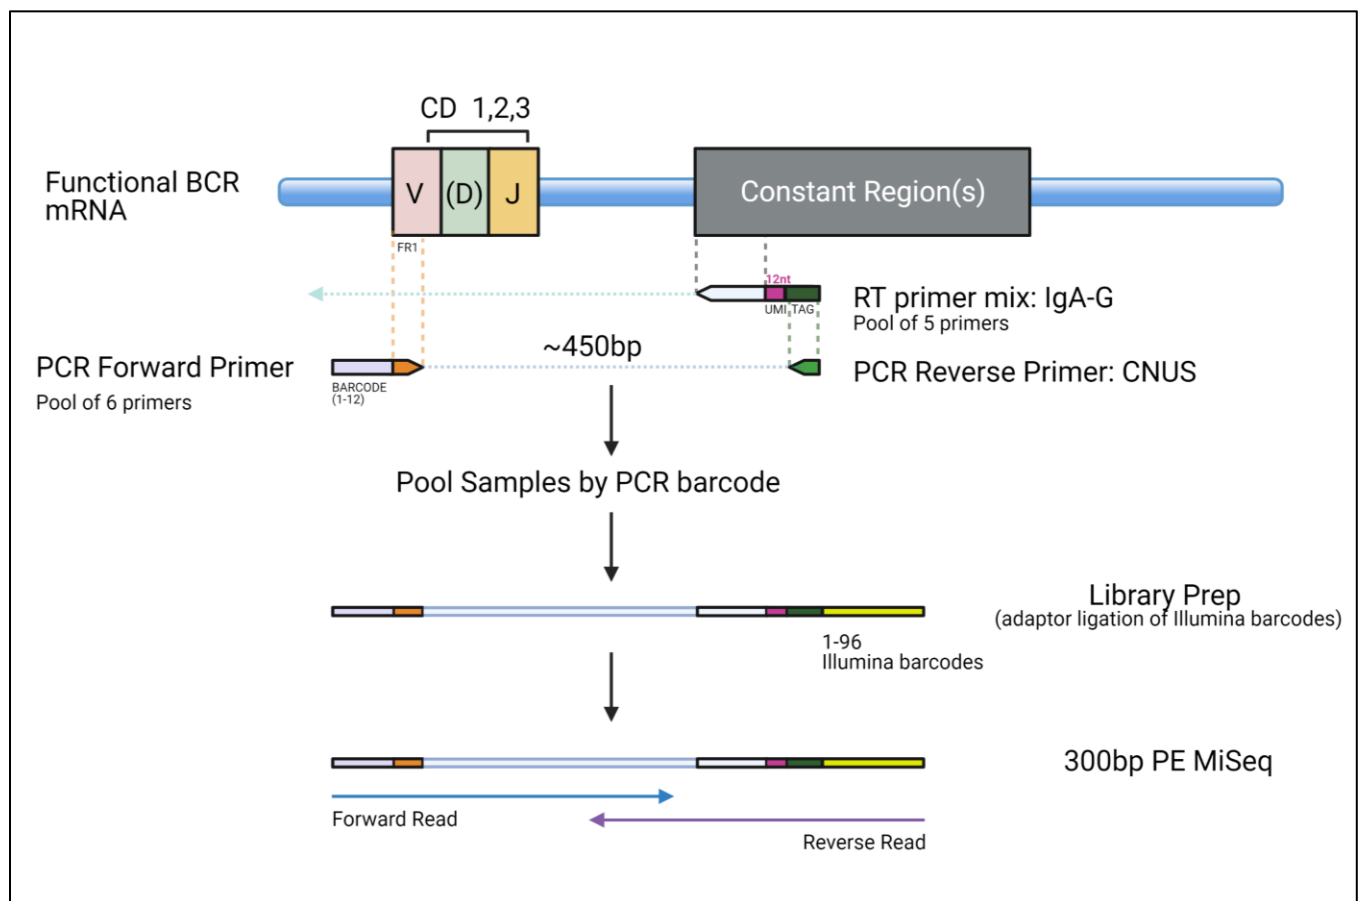 CD 1,2,3
Functional BCR
mRNA
V
(D)
J
Constant Region(s)
FR1
12nt
UMI
TAG
RT primer mix: IgA-G
Pool of 5 primers
~450bp
PCR Forward Primer
Pool of 6 primers
BARCODE
(1-12)
PCR Reverse Primer: CNUS
Pool Samples by PCR barcode
Library Prep
(adaptor ligation of Illumina barcodes)
1-96
Illumina barcodes
300bp PE MiSeq
Forward Read
Reverse Read